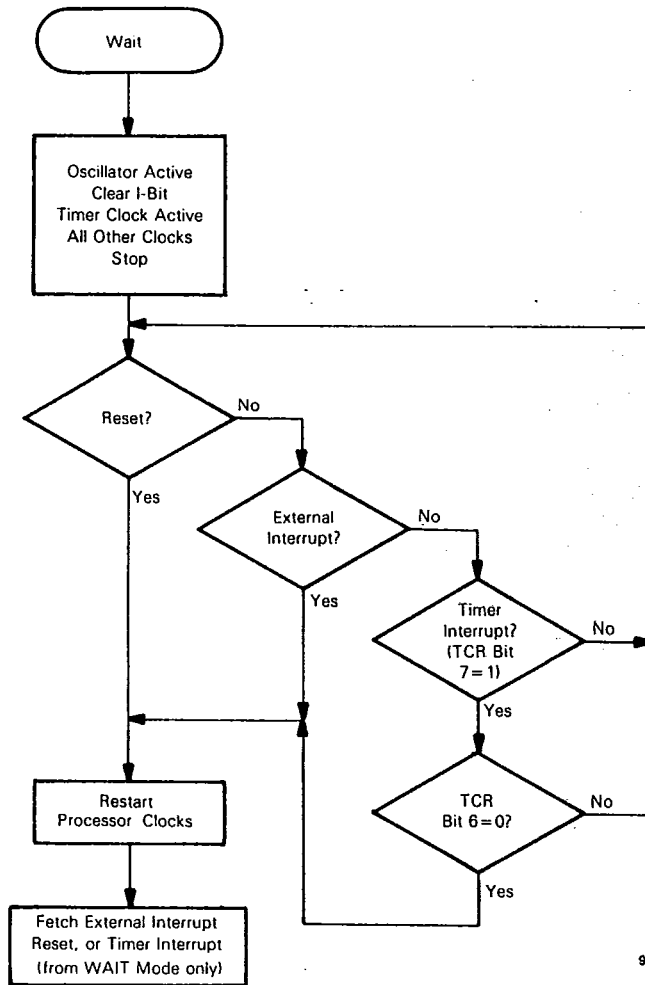 Wait
Oscillator Active
Clear I-Bit
Timer Clock Active
All Other Clocks
Stop
Reset?
No
Yes
External
Interrupt?
No
Yes
Timer
Interrupt?
(TCR Bit
7=1)
No
Yes
TCR
Bit 6=0?
No
Yes
Restart
Processor Clocks
Fetch External Interrupt
Reset, or Timer Interrupt
(from WAIT Mode only)
9